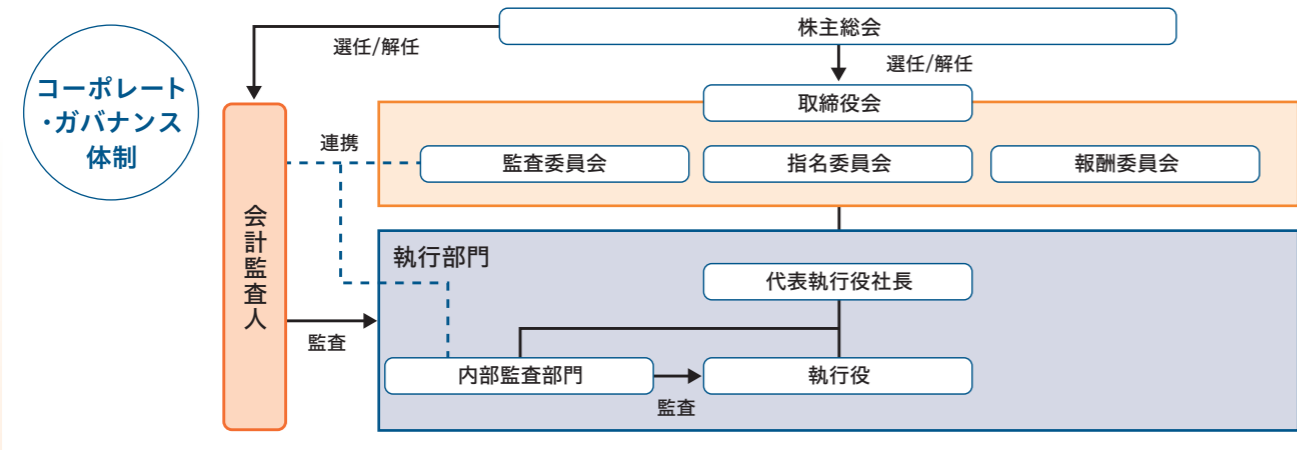 コーポレート
・ガバナンス
体制
株主総会
選任/解任
選任/解任
取締役会
連携
監査委員会
指名委員会
報酬委員会
会計監査人
執行部門
代表執行役社長
監査
内部監査部門
執行役
監査